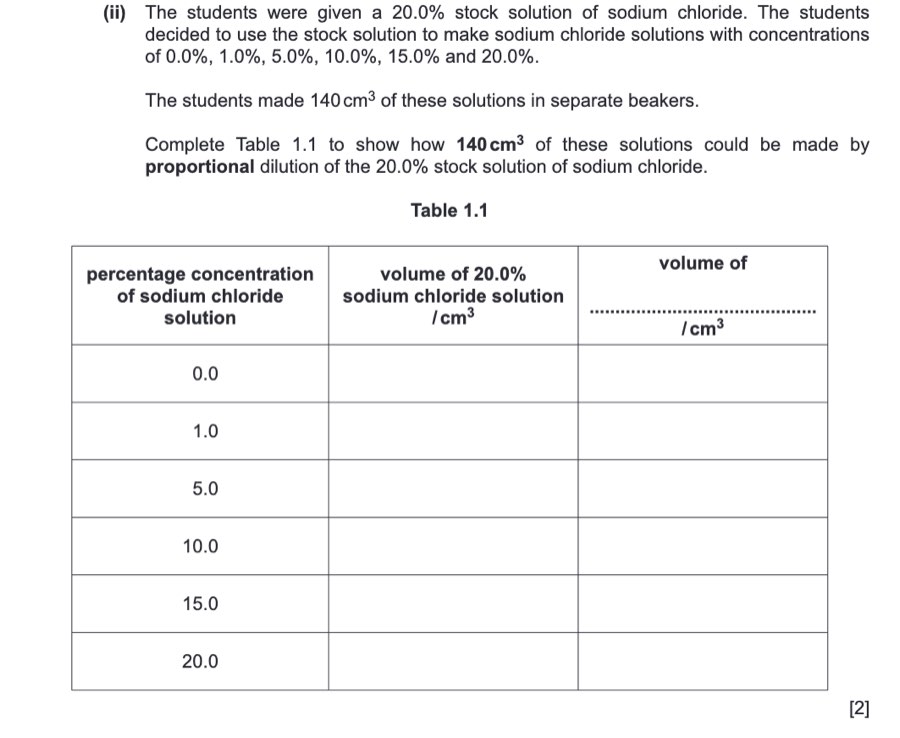 (ii) The students were given a 20.0% stock solution of sodium chloride. The students
decided to use the stock solution to make sodium chloride solutions with concentrations
of 0.0%, 1.0%, 5.0%, 10.0%, 15.0% and 20.0%.
The students made 140 cm³ of these solutions in separate beakers.
Complete Table 1.1 to show how 140 cm³ of these solutions could be made by
proportional dilution of the 20.0% stock solution of sodium chloride.
Table 1.1
percentage concentration
of sodium chloride
solution
volume of 20.0%
sodium chloride solution
/ cm³
volume of
..............................................
/ cm³
0.0
1.0
5.0
10.0
15.0
20.0
[2]